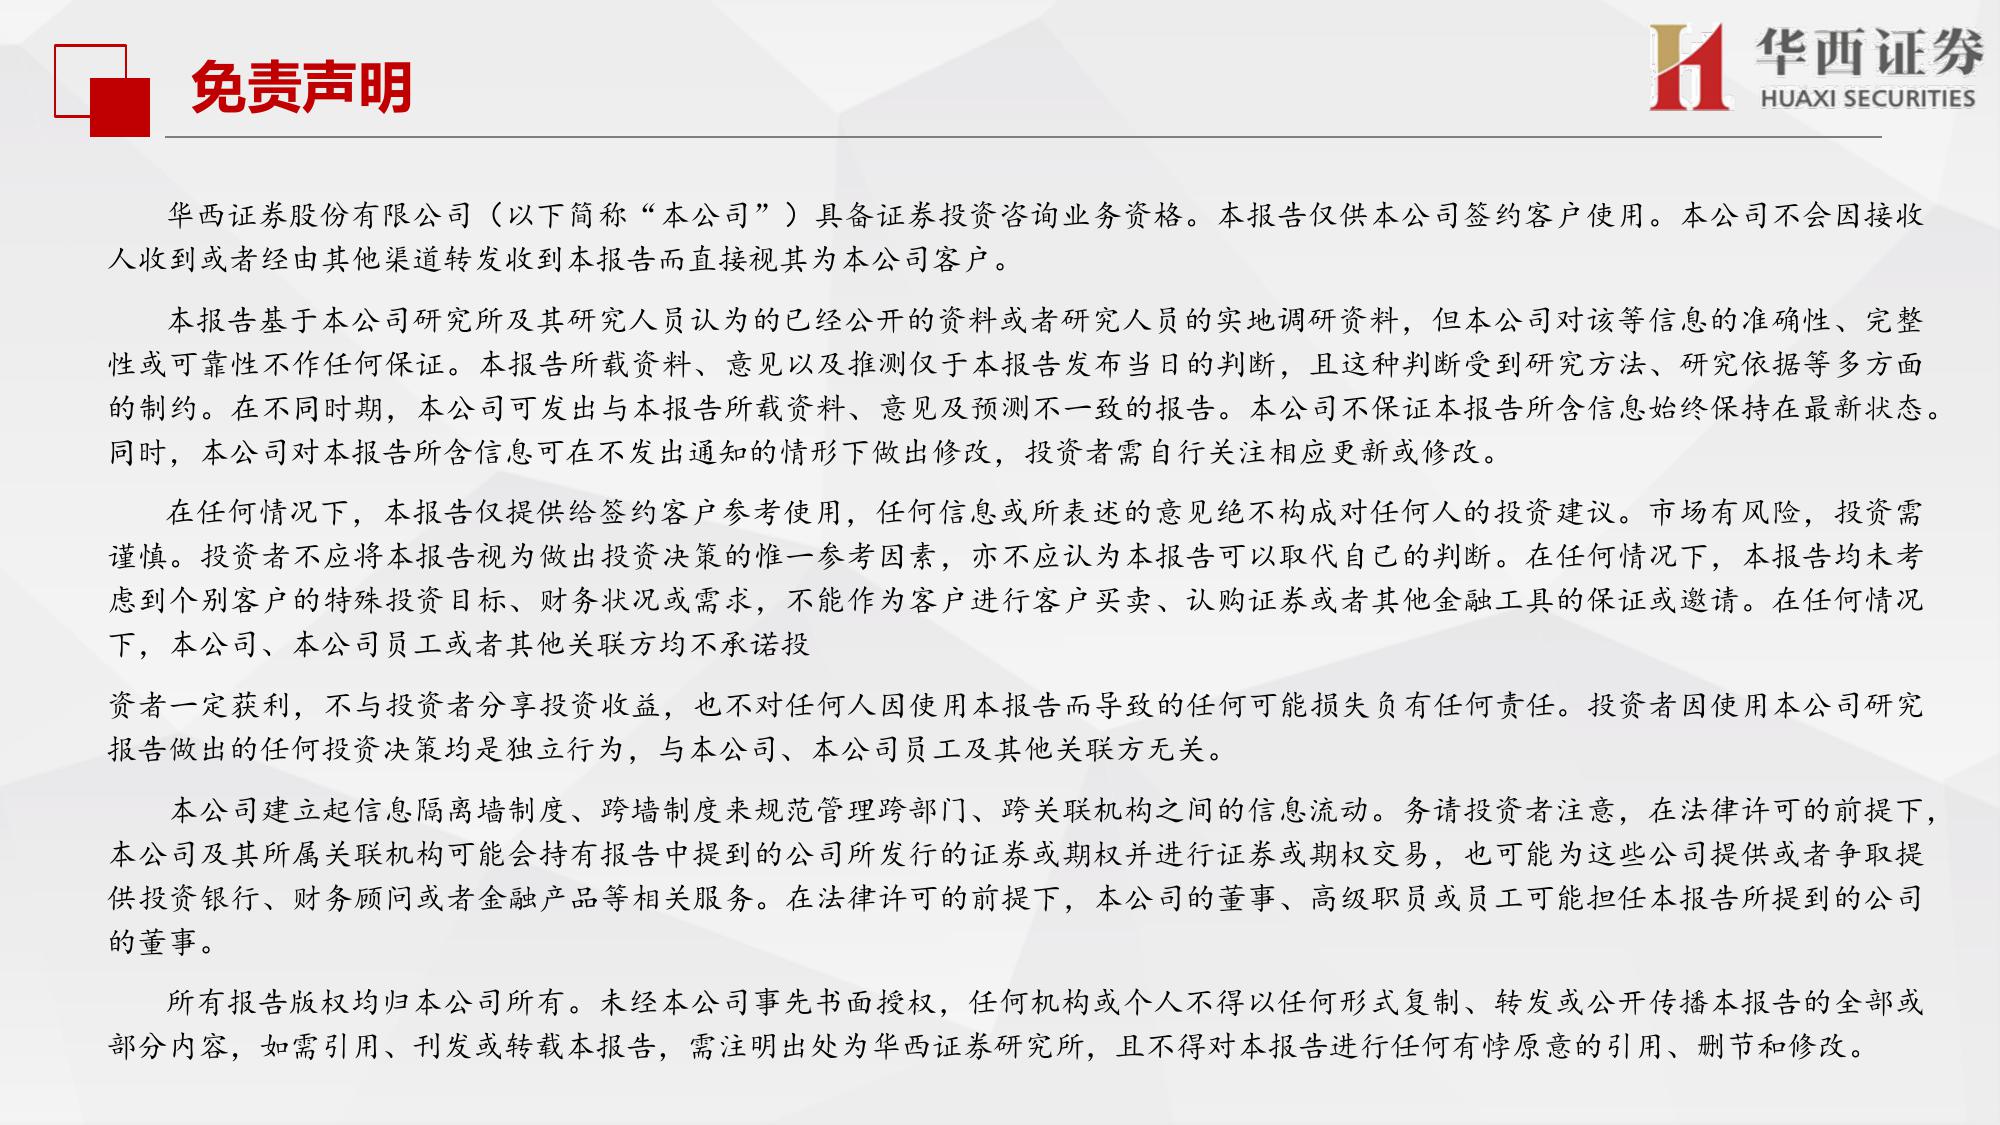 免责声明
华西证券
HUAXI SECURITIES
华西证券股份有限公司（以下简称“本公司”）具备证券投资咨询业务资格。本报告仅供本公司签约客户使用。本公司不会因接收
人收到或者经由其他渠道转发收到本报告而直接视其为本公司客户。
本报告基于本公司研究所及其研究人员认为的已经公开的资料或者研究人员的实地调研资料，但本公司对该等信息的准确性、完整
性或可靠性不作任何保证。本报告所载资料、意见以及推测仅于本报告发布当日的判断，且这种判断受到研究方法、研究依据等多方面
的制约。在不同时期，本公司可发出与本报告所载资料、意见及预测不一致的报告。本公司不保证本报告所含信息始终保持在最新状态。
同时，本公司对本报告所含信息可在不发出通知的情形下做出修改，投资者需自行关注相应更新或修改。
在任何情况下，本报告仅提供给签约客户参考使用，任何信息或所表述的意见绝不构成对任何人的投资建议。市场有风险，投资需
谨慎。投资者不应将本报告视为做出投资决策的惟一参考因素，亦不应认为本报告可以取代自己的判断。在任何情况下，本报告均未考
虑到个别客户的特殊投资目标、财务状况或需求，不能作为客户进行客户买卖、认购证券或者其他金融工具的保证或邀请。在任何情况
下，本公司、本公司员工或者其他关联方均不承诺投
资者一定获利，不与投资者分享投资收益，也不对任何人因使用本报告而导致的任何可能损失负有任何责任。投资者因使用本公司研究
报告做出的任何投资决策均是独立行为，与本公司、本公司员工及其他关联方无关。
本公司建立起信息隔离墙制度、跨墙制度来规范管理跨部门、跨关联机构之间的信息流动。务请投资者注意，在法律许可的前提下，
本公司及其所属关联机构可能会持有报告中提到的公司所发行的证券或期权并进行证券或期权交易，也可能为这些公司提供或者争取提
供投资银行、财务顾问或者金融产品等相关服务。在法律许可的前提下，本公司的董事、高级职员或员工可能担任本报告所提到的公司
的董事。
所有报告版权均归本公司所有。未经本公司事先书面授权，任何机构或个人不得以任何形式复制、转发或公开传播本报告的全部或
部分内容，如需引用、刊发或转载本报告，需注明出处为华西证券研究所，且不得对本报告进行任何有悖原意的引用、删节和修改。